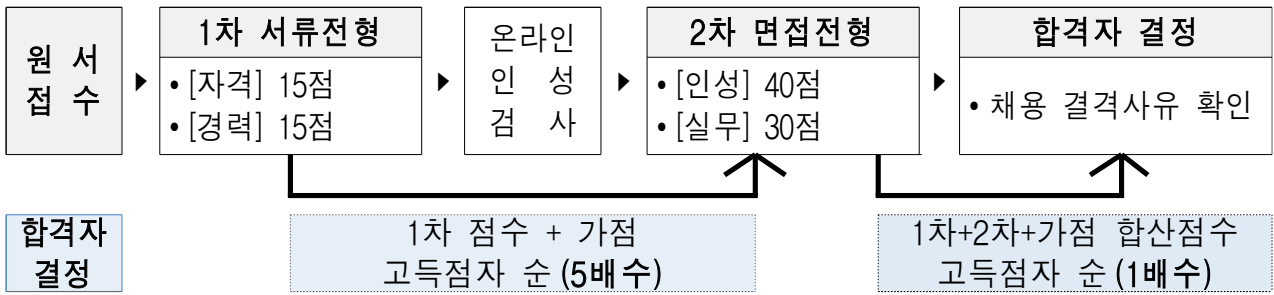 원 서
접 수
▶
1차 서류전형
• [자격] 15점
• [경력] 15점
▶
온라인
인 성
검 사
▶
2차 면접전형
• [인성] 40점
• [실무] 30점
▶
합격자 결정
• 채용 결격사유 확인
합격자
결정
1차 점수 + 가점
고득점자 순 (5배수)
1차+2차+가점 합산점수
고득점자 순 (1배수)